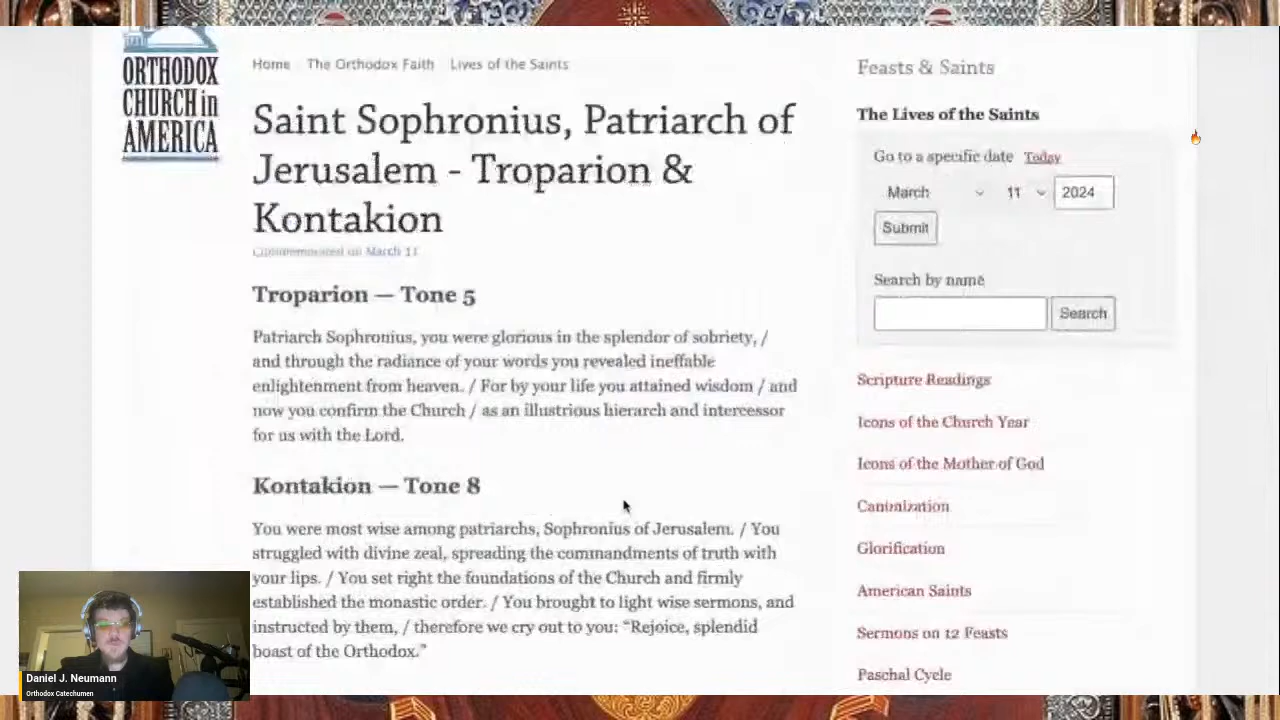 ORTHODOX
CHURCH in
AMERICA
Home The Orthodox Faith Lives of the Saints
Saint Sophronius, Patriarch of
Jerusalem - Troparion &
Kontakion
Commemorated on March 11
Troparion — Tone 5
Patriarch Sophronius, you were glorious in the splendor of sobriety, /
and through the radiance of your words you revealed ineffable
enlightenment from heaven. / For by your life you attained wisdom / and
now you confirm the Church / as an illustrious hierarch and intercessor
for us with the Lord.
Kontakion — Tone 8
You were most wise among patriarchs, Sophronius of Jerusalem. / You
struggled with divine zeal, spreading the commandments of truth with
your lips. / You set right the foundations of the Church and firmly
established the monastic order. / You brought to light wise sermons, and
instructed by them, / therefore we cry out to you: “Rejoice, splendid
boast of the Orthodox.”
Feasts & Saints
The Lives of the Saints
Go to a specific date Today
March 11 2024
Submit
Search by name
Search
Scripture Readings
Icons of the Church Year
Icons of the Mother of God
Canonization
Glorification
American Saints
Sermons on 12 Feasts
Paschal Cycle
Daniel J. Neumann
Orthodox Catechumen